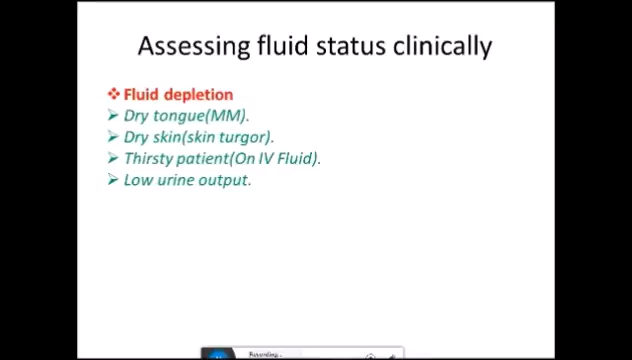 Assessing fluid status clinically
Fluid depletion
Dry tongue(MM).
Dry skin(skin turgor).
Thirsty patient(On IV Fluid).
Low urine output.
Recording...